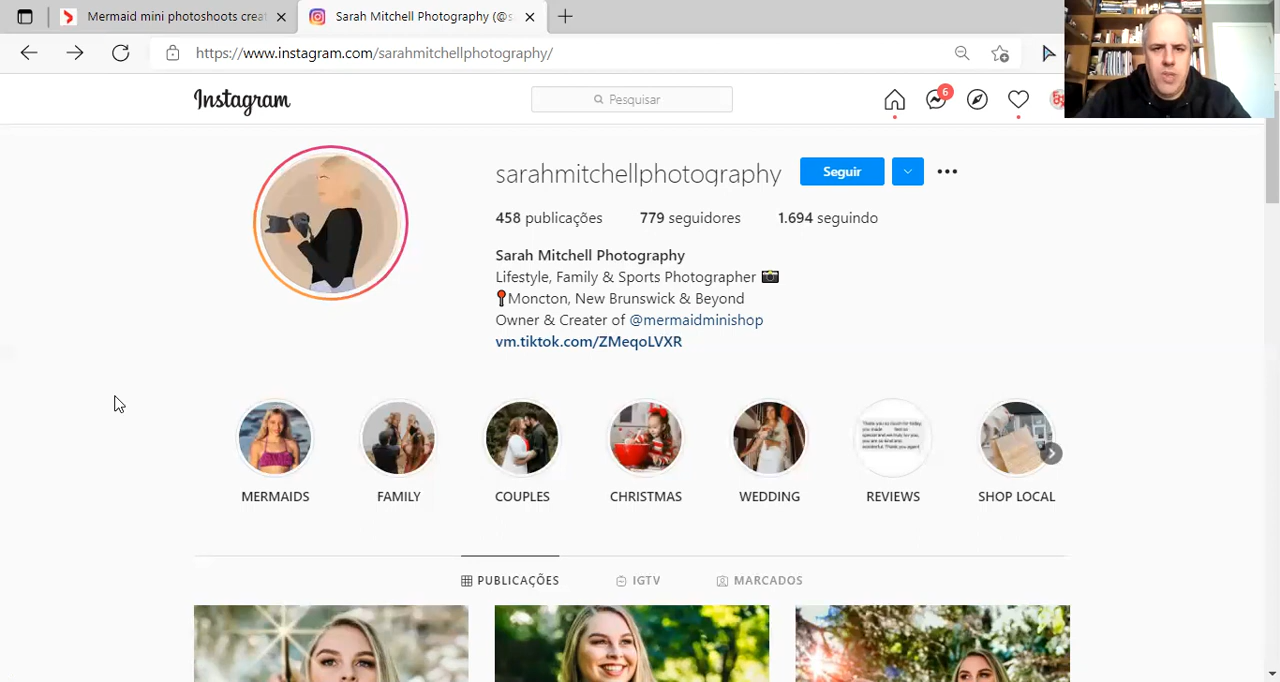 Mermaid mini photoshoots crea
Sarah Mitchell Photography (@s
https://www.instagram.com/sarahmitchellphotography/
Instagram
Pesquisar
6
sarahmitchellphotography
Seguir
458 publicações 779 seguidores 1.694 seguindo
Sarah Mitchell Photography
Lifestyle, Family & Sports Photographer 📷
📍Moncton, New Brunswick & Beyond
Owner & Creater of @mermaidminishop
vm.tiktok.com/ZMeqoLVXR
MERMAIDS FAMILY COUPLES CHRISTMAS WEDDING REVIEWS SHOP LOCAL
PUBLICAÇÕES IGTV MARCADOS